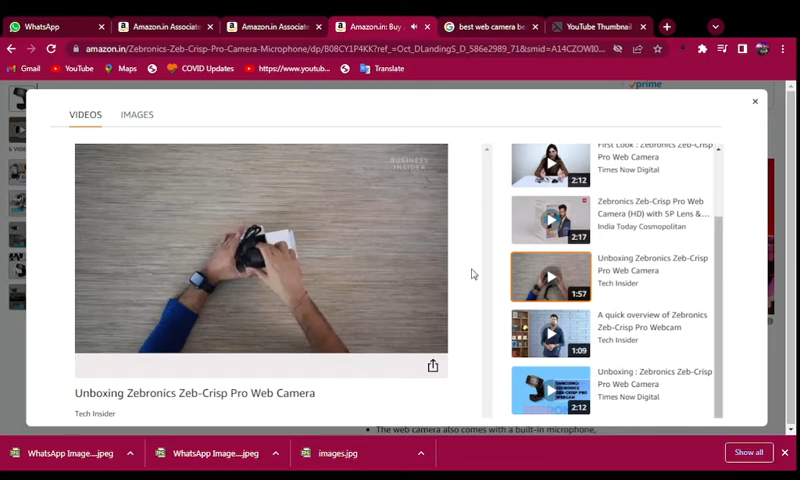 WhatsApp
Amazon.in Associate
Amazon.in Associate
Amazon.in: Buy
best web camera be
YouTube Thumbnail
amazon.in/Zebronics-Zeb-Crisp-Pro-Camera-Microphone/dp/B08CY1P4KK?ref_=Oct_DLandingS_D_586e2989_71&smid=A14CZOWI0...
Gmail
YouTube
Maps
COVID Updates
https://www.youtub...
Translate
prime
VIDEOS
IMAGES
BUSINESS
INSIDER
First Look : Zebronics Zeb-Crisp
Pro Web Camera
Times Now Digital
2:12
Zebronics Zeb-Crisp Pro Web
Camera (HD) with 5P Lens &...
India Today Cosmopolitan
2:17
Unboxing Zebronics Zeb-Crisp
Pro Web Camera
Tech Insider
1:57
A quick overview of Zebronics
Zeb-Crisp Pro Webcam
Tech Insider
1:09
Unboxing : Zebronics Zeb-Crisp
Pro Web Camera
Times Now Digital
2:12
Unboxing Zebronics Zeb-Crisp Pro Web Camera
Tech Insider
The web camera also comes with a built-in microphone,
WhatsApp Image....jpeg
WhatsApp Image....jpeg
images.jpg
Show all